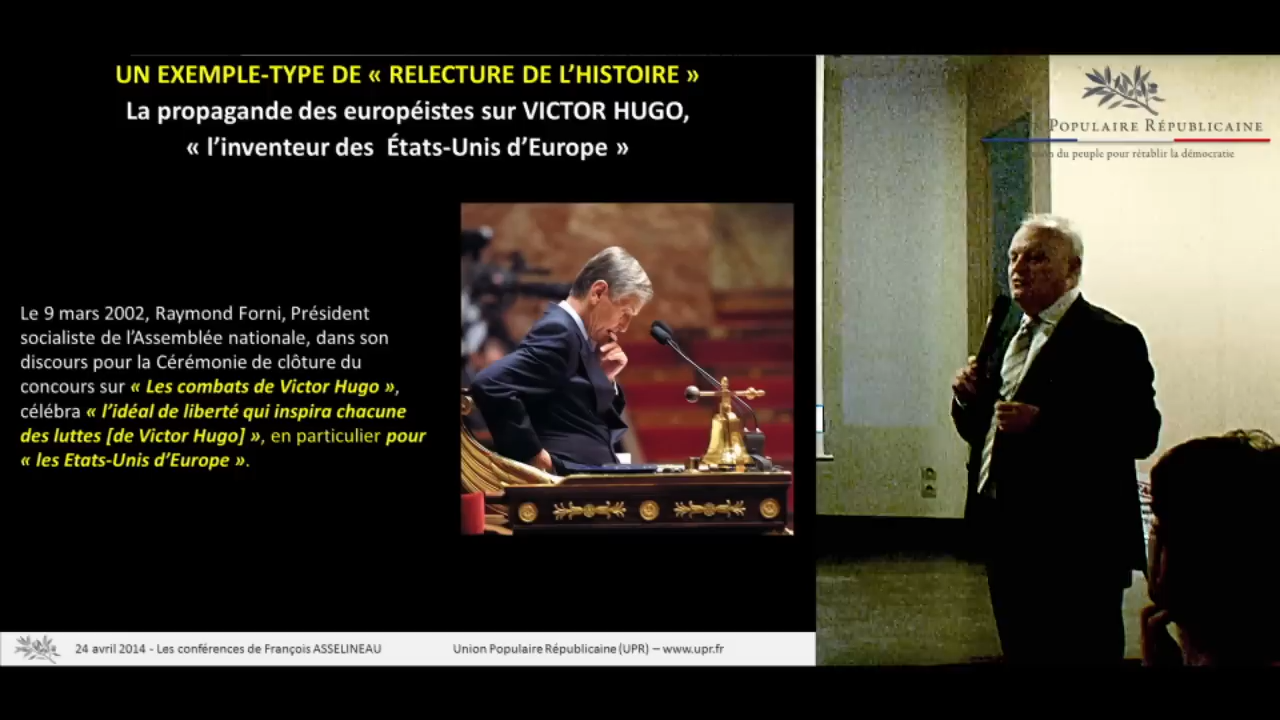 UN EXEMPLE-TYPE DE « RELECTURE DE L'HISTOIRE »
La propagande des européistes sur VICTOR HUGO,
« l'inventeur des États-Unis d'Europe »
Le 9 mars 2002, Raymond Forni, Président
socialiste de l'Assemblée nationale, dans son
discours pour la Cérémonie de clôture du
concours sur « Les combats de Victor Hugo »,
célébra « l'idéal de liberté qui inspira chacune
des luttes [de Victor Hugo] », en particulier pour
« les Etats-Unis d'Europe ».
24 avril 2014 - Les conférences de François ASSELINEAU
Union Populaire Républicaine (UPR) – www.upr.fr
POPULAIRE RÉPUBLICAINE
du peuple pour rétablir la démocratie